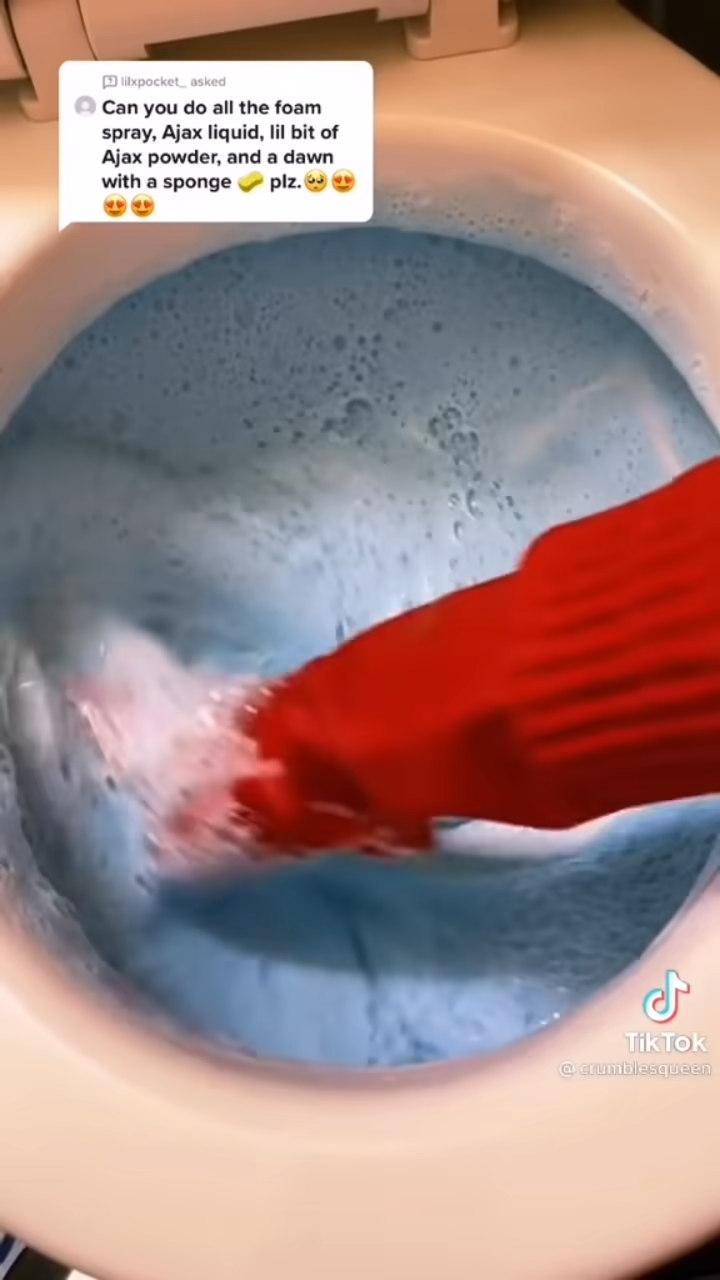 lilxpocket_ asked
Can you do all the foam
spray, Ajax liquid, lil bit of
Ajax powder, and a dawn
with a sponge 🧽 plz.🥺😍
😍😍
TikTok
@crumblesqueen